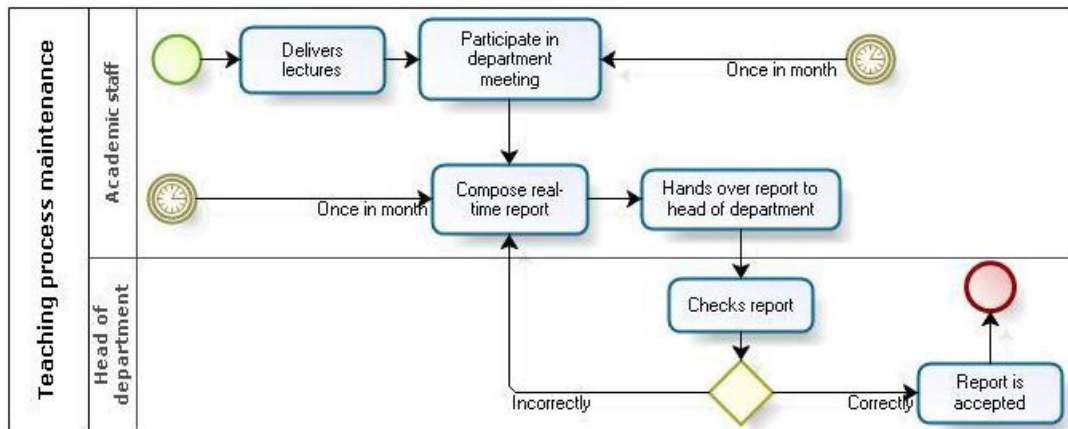 Teaching process maintenance
Academic staff
Delivers
lectures
Participate in
department
meeting
Once in month
Once in month
Compose real-
time report
Hands over report to
head of department
Head of
department
Checks report
Incorrectly
Correctly
Report is
accepted